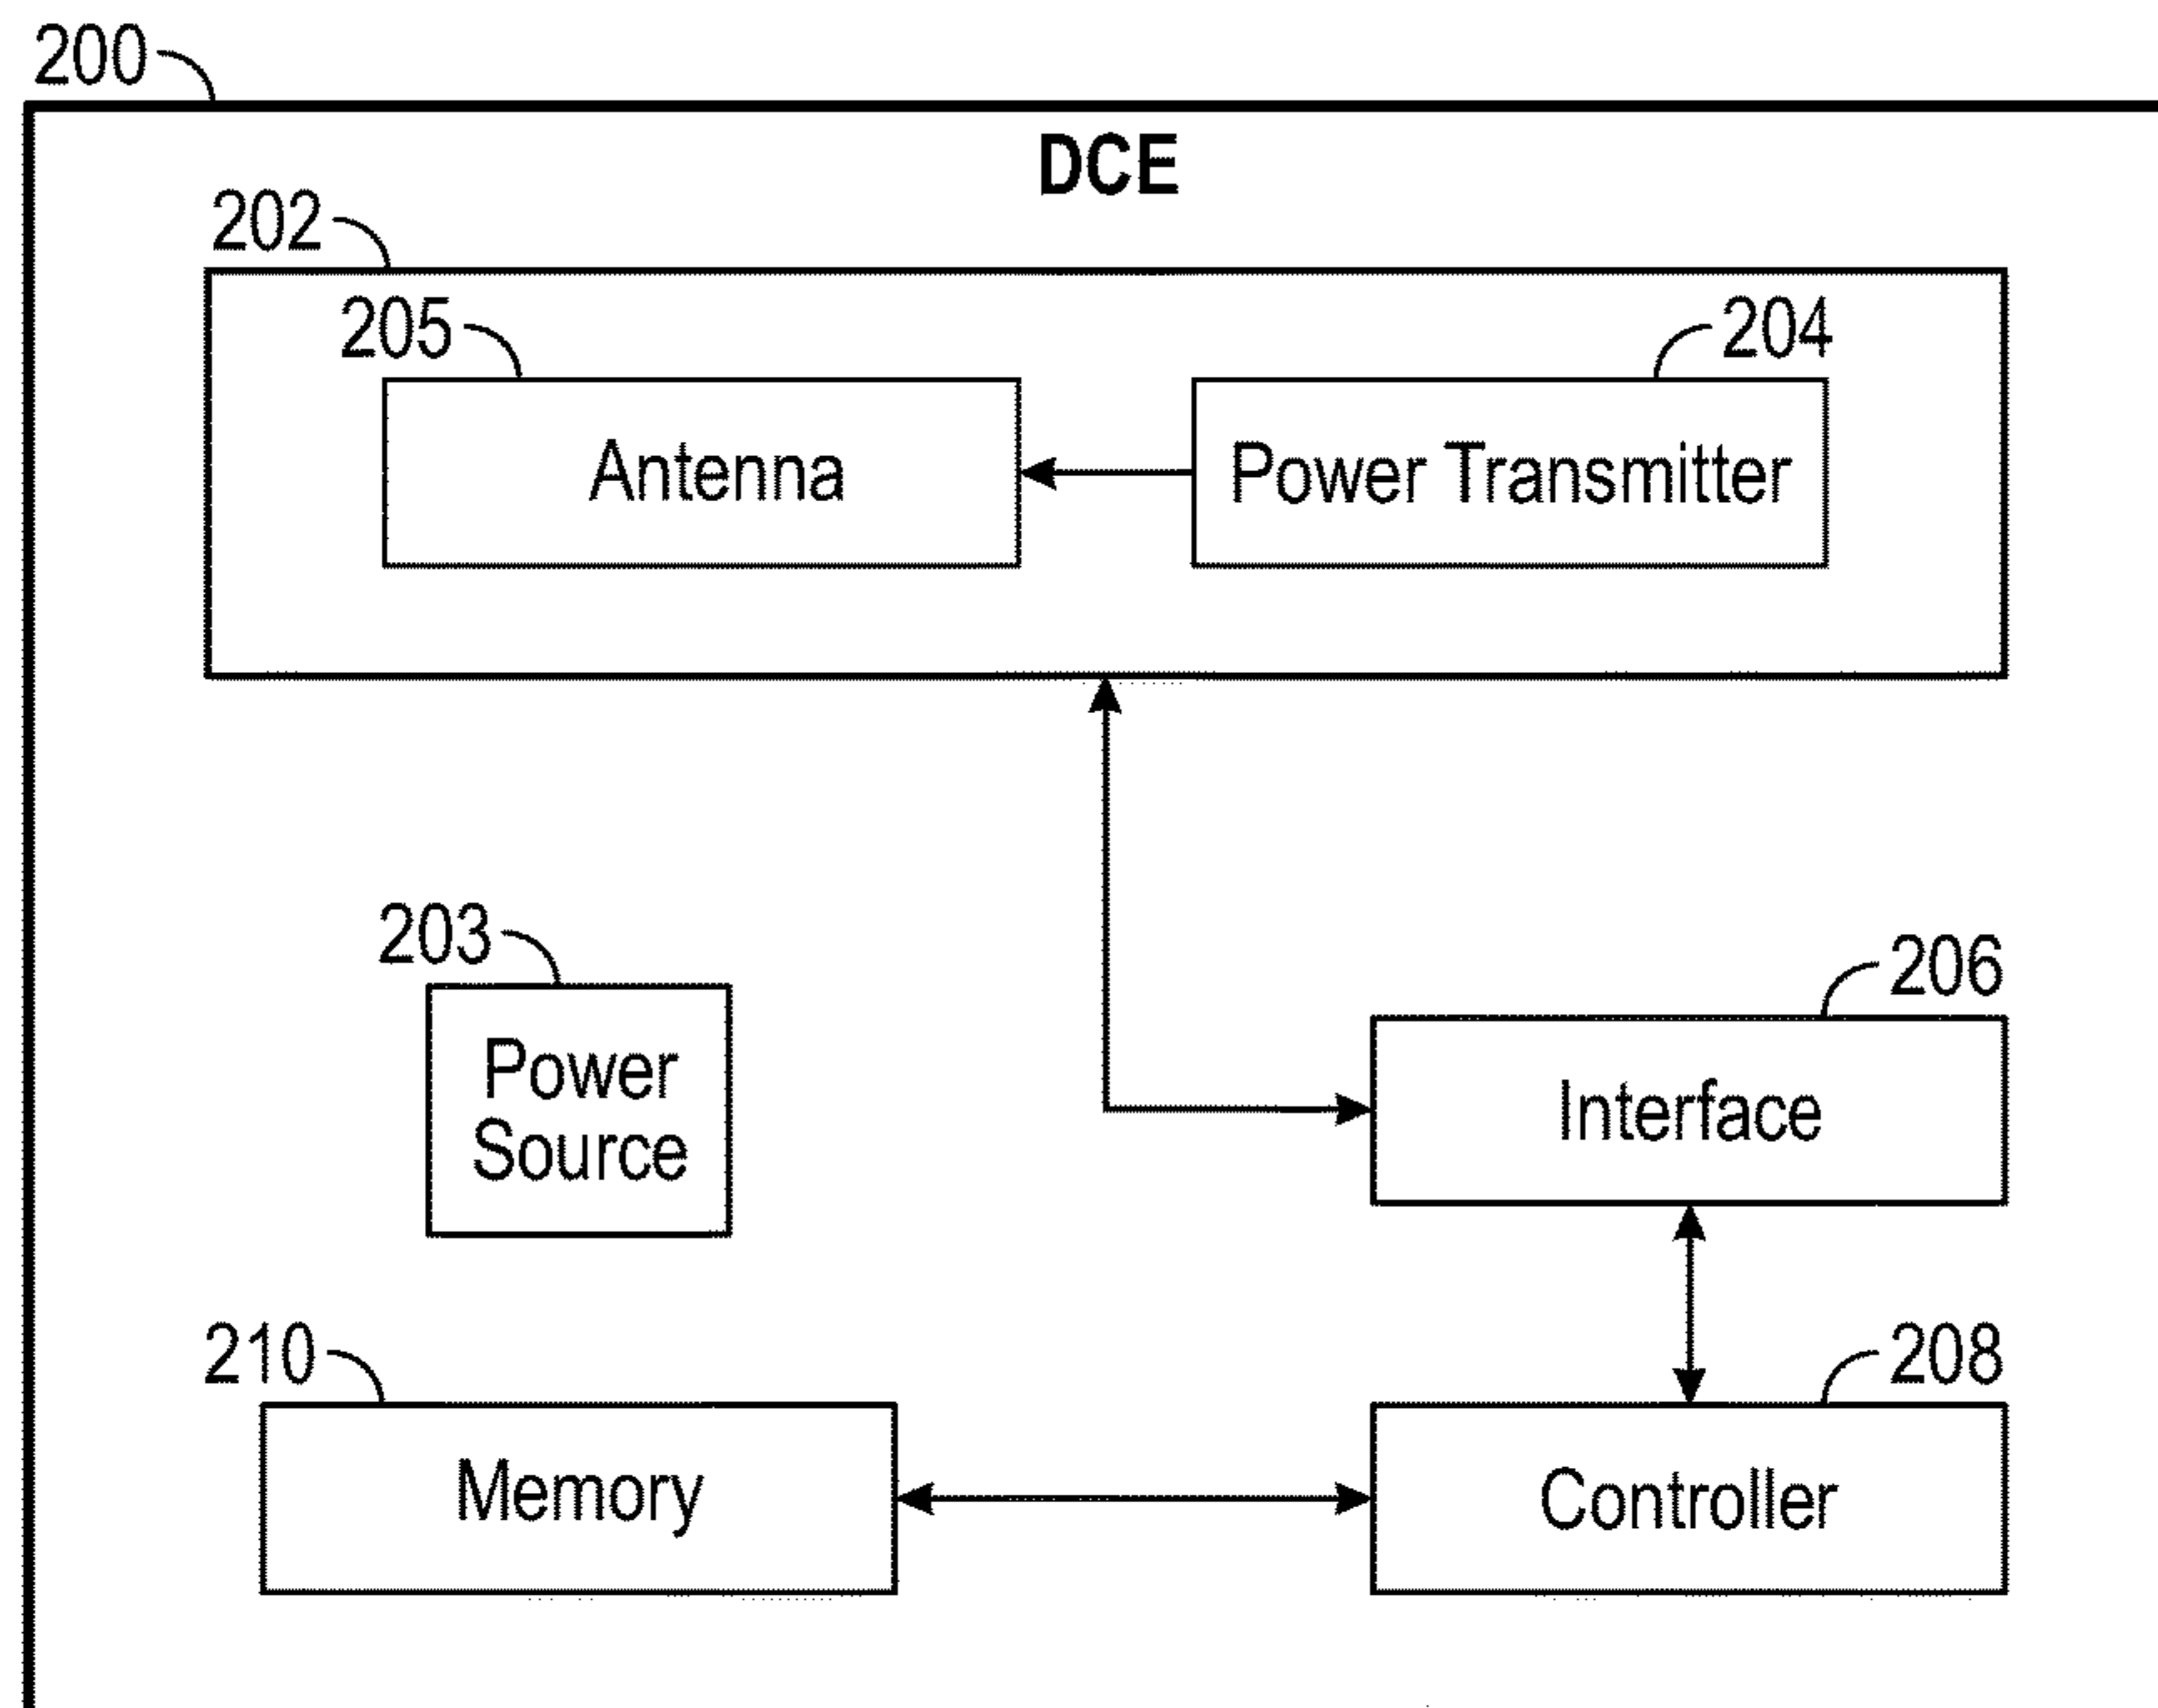 200
DCE
202
205
204
Antenna
Power Transmitter
203
206
Power
Source
Interface
210
208
Memory
Controller